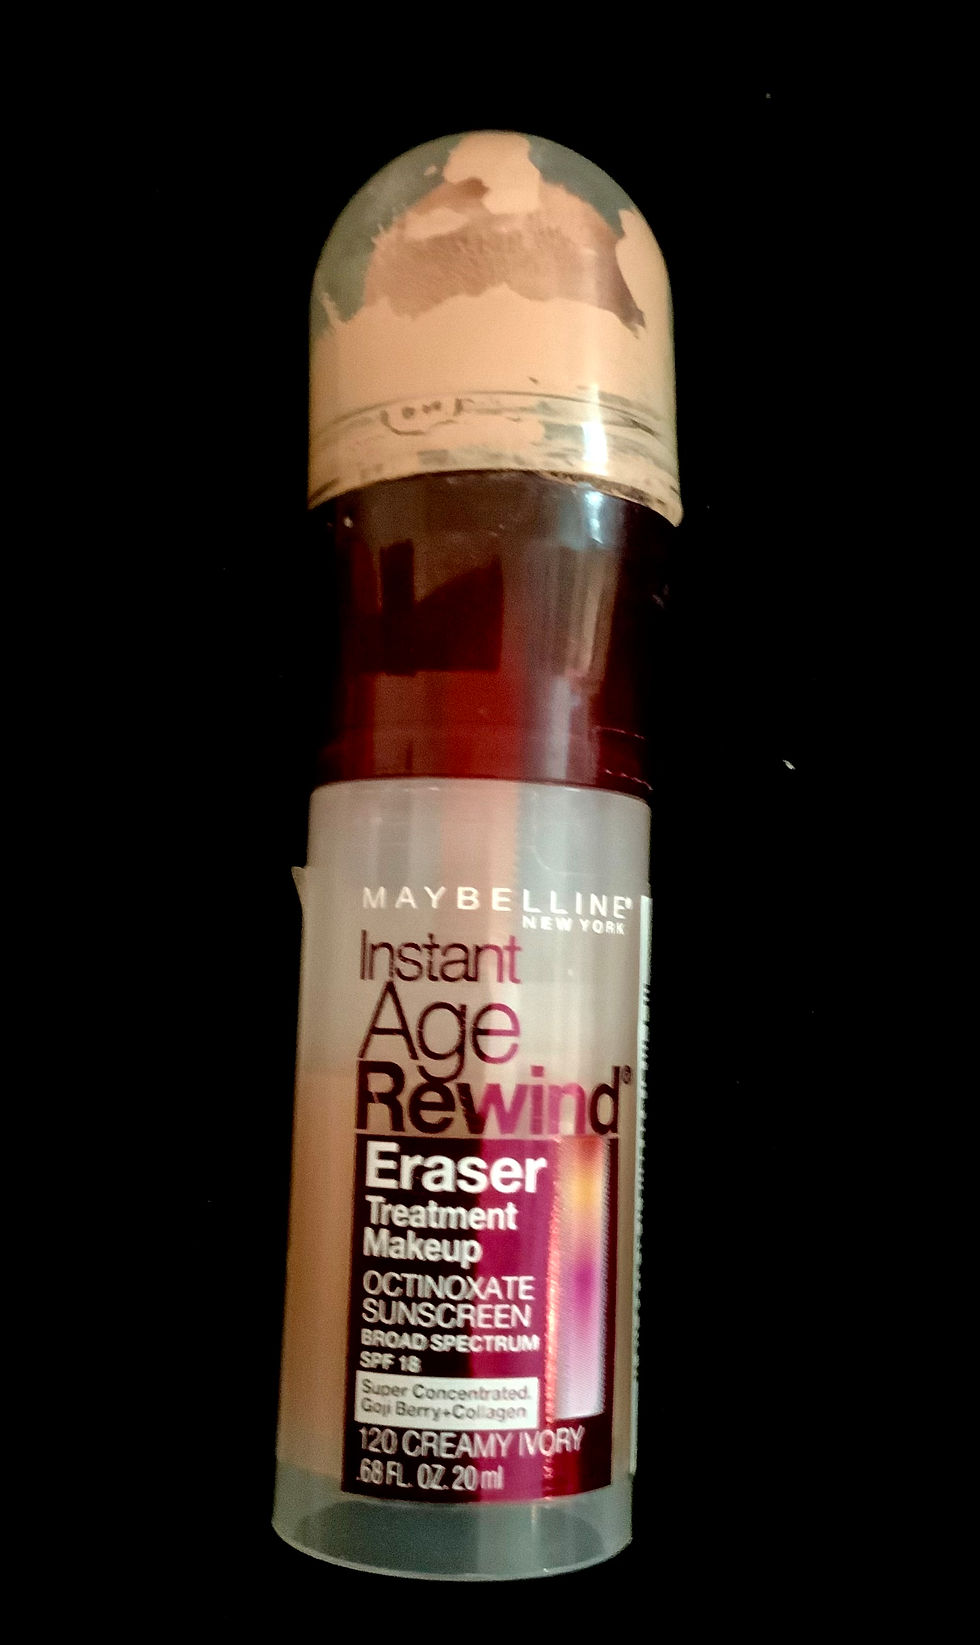 MAYBELLINE®
NEW YORK
Instant
Age
Rewind®
Eraser
Treatment
Makeup
OCTINOXATE
SUNSCREEN
BROAD SPECTRUM
SPF 18
Super Concentrated.
Goji Berry+Collagen
120 CREAMY IVORY
.68 FL. OZ. 20 ml